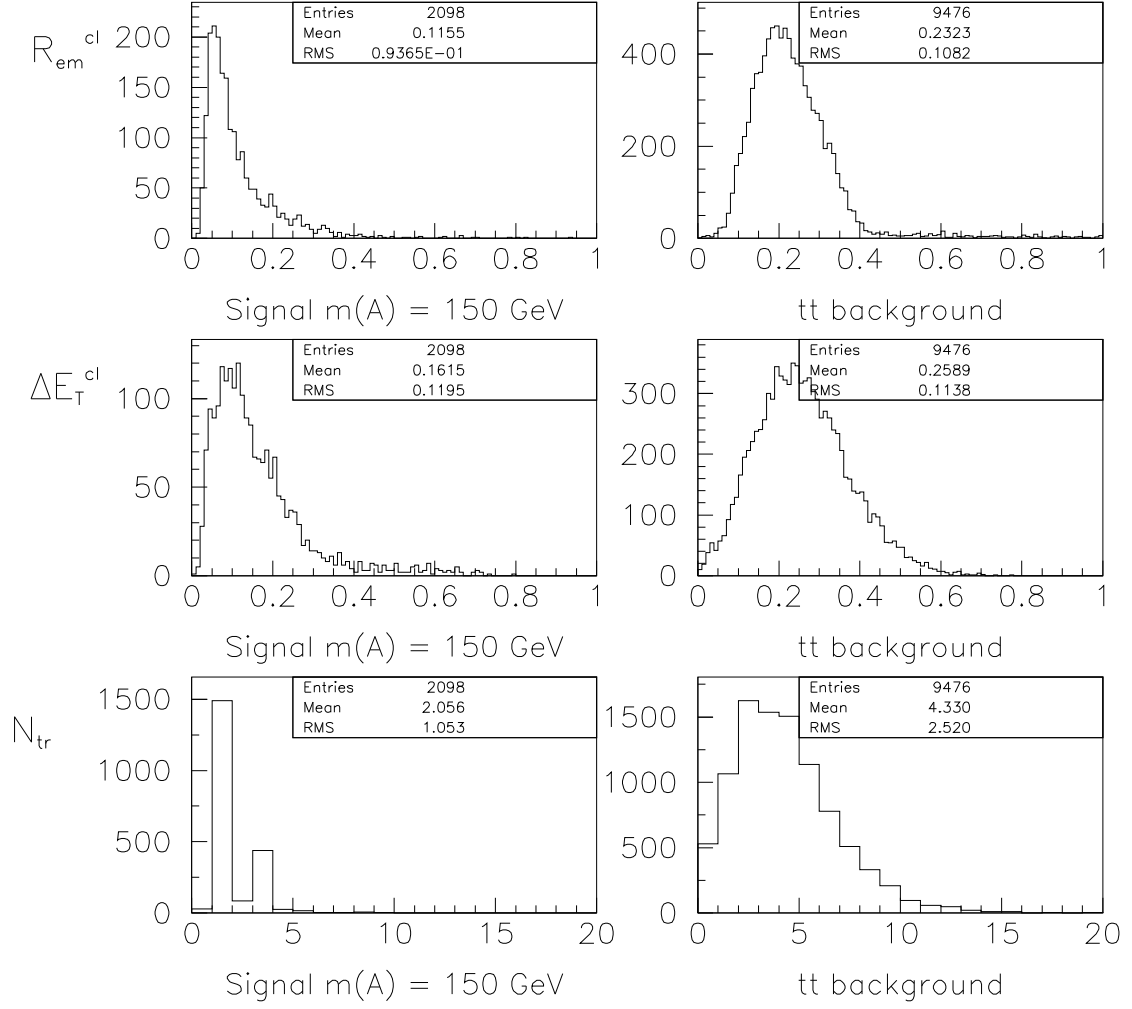 R_em^cl
200
150
100
50
0
Entries 2098
Mean 0.1155
RMS 0.9365E−01
0 0.2 0.4 0.6 0.8 1
Signal m(A) = 150 GeV
400
200
0
Entries 9476
Mean 0.2323
RMS 0.1082
0 0.2 0.4 0.6 0.8 1
tt background
ΔE_T^cl
100
50
0
Entries 2098
Mean 0.1615
RMS 0.1195
0 0.2 0.4 0.6 0.8 1
Signal m(A) = 150 GeV
300
200
100
0
Entries 9476
Mean 0.2589
RMS 0.1138
0 0.2 0.4 0.6 0.8 1
tt background
N_tr
1500
1000
500
0
Entries 2098
Mean 2.056
RMS 1.053
0 5 10 15 20
Signal m(A) = 150 GeV
1500
1000
500
0
Entries 9476
Mean 4.330
RMS 2.520
0 5 10 15 20
tt background